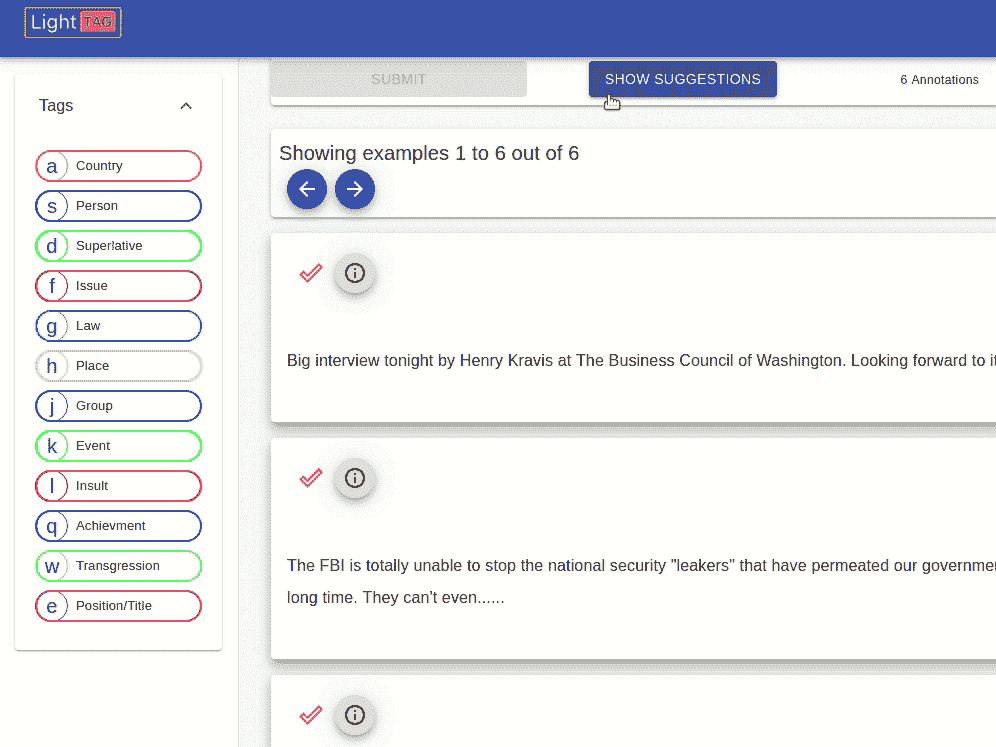 Light TAG
SUBMIT
SHOW SUGGESTIONS
6 Annotations
Tags
a Country
s Person
d Superlative
f Issue
g Law
h Place
j Group
k Event
l Insult
q Achievment
w Transgression
e Position/Title
Showing examples 1 to 6 out of 6
Big interview tonight by Henry Kravis at The Business Council of Washington. Looking forward to it
The FBI is totally unable to stop the national security "leakers" that have permeated our governme
long time. They can't even......